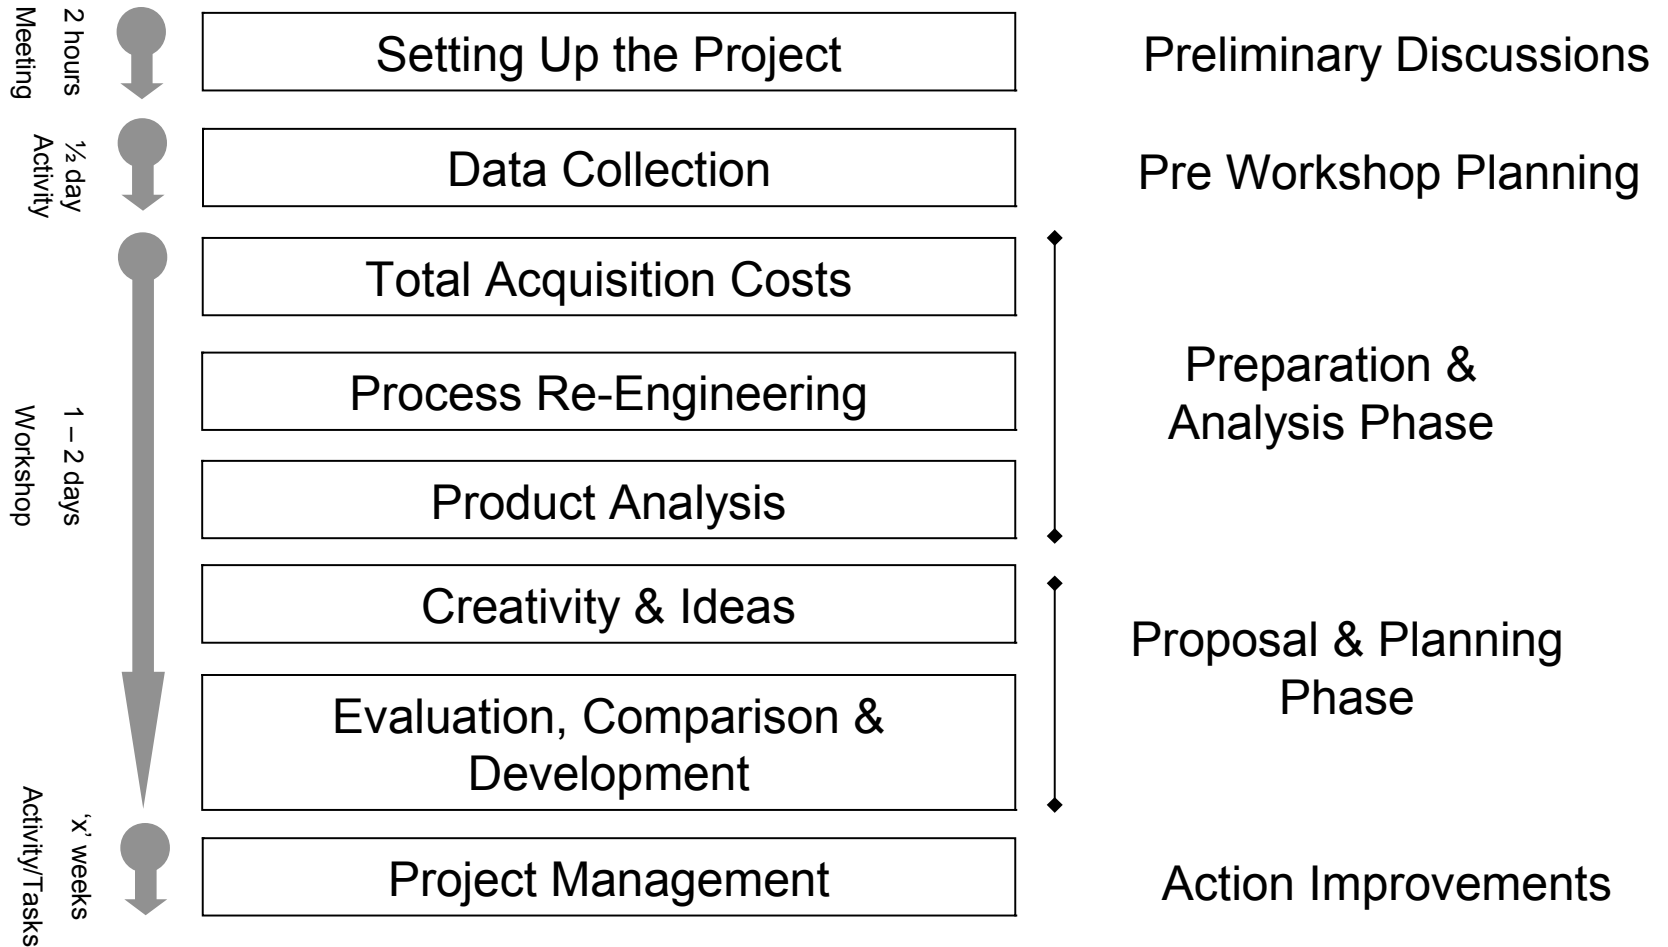 2 hours
Meeting
Setting Up the Project
Preliminary Discussions
½ day
Activity
Data Collection
Pre Workshop Planning
1 – 2 days
Workshop
Total Acquisition Costs
Process Re-Engineering
Product Analysis
Preparation &
Analysis Phase
Creativity & Ideas
Evaluation, Comparison &
Development
Proposal & Planning
Phase
‘x’ weeks
Activity/Tasks
Project Management
Action Improvements